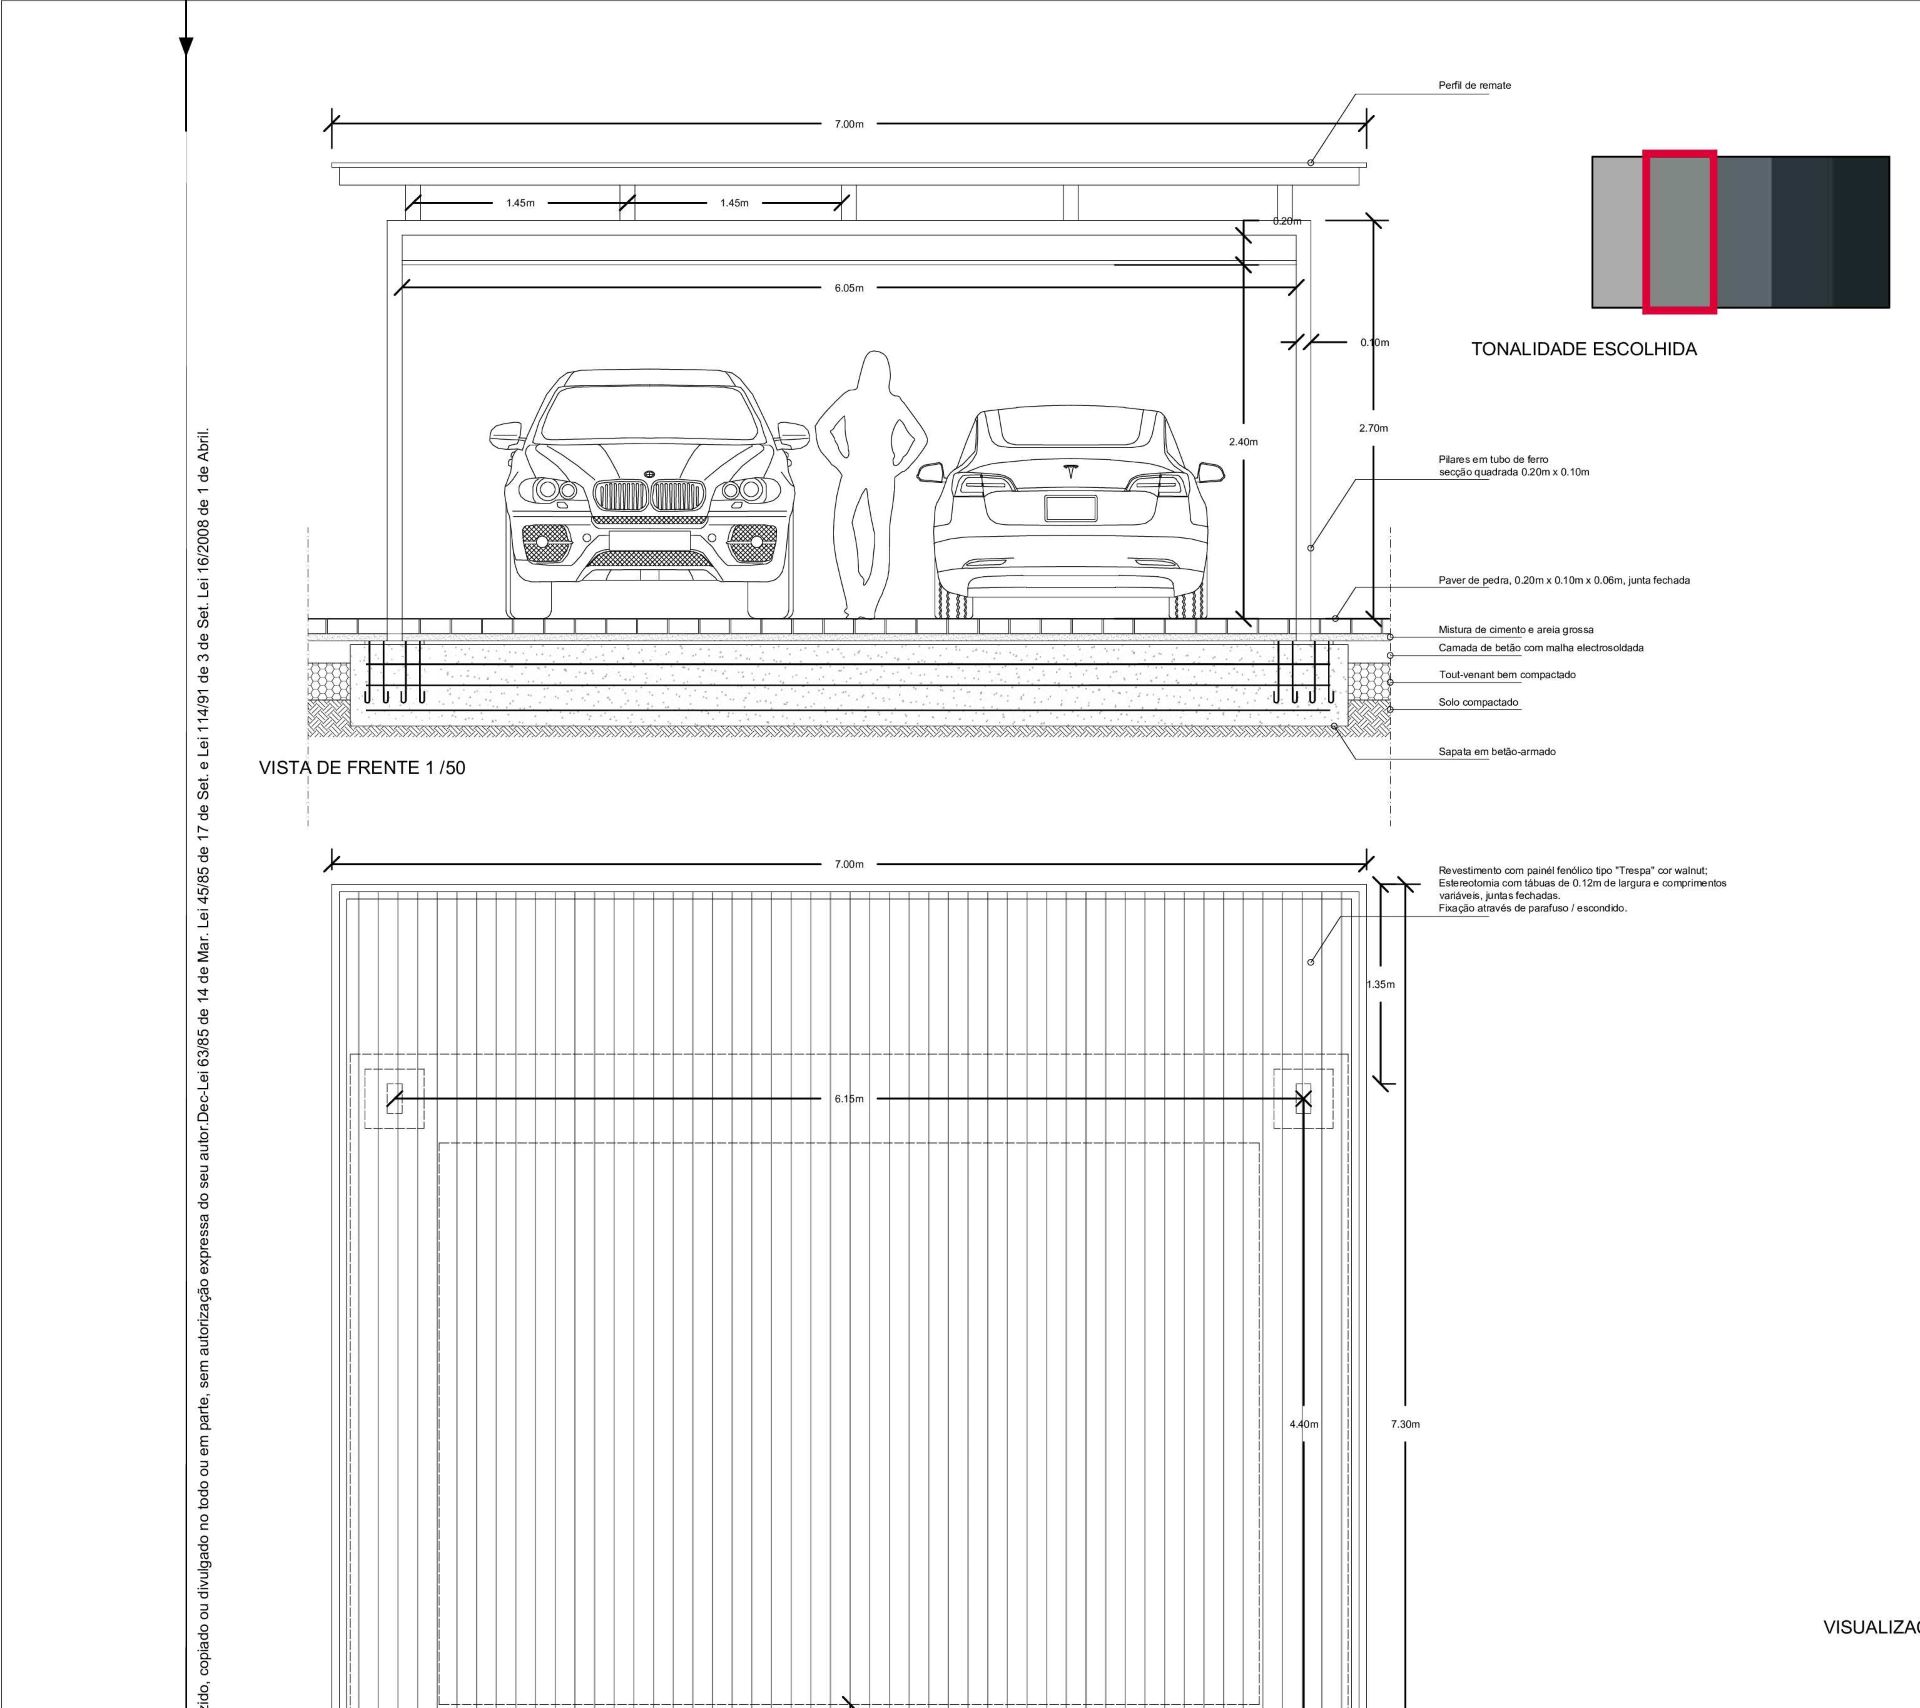 Perfil de remate
7.00m
1.45m
1.45m
0.20m
6.05m
0.10m
TONALIDADE ESCOLHIDA
2.70m
2.40m
Pilares em tubo de ferro
secção quadrada 0.20m x 0.10m
Paver de pedra, 0.20m x 0.10m x 0.06m, junta fechada
Mistura de cimento e areia grossa
Camada de betão com malha electrosoldada
Tout-venant bem compactado
Solo compactado
Sapata em betão-armado
VISTA DE FRENTE 1 /50
7.00m
Revestimento com painél fenólico tipo "Trespa" cor walnut;
Estereotomia com tábuas de 0.12m de largura e comprimentos
variáveis, juntas fechadas.
Fixação através de parafuso / escondido.
1.35m
6.15m
4.40m
7.30m
VISUALIZA
zido, copiado ou divulgado no todo ou em parte, sem autorização expressa do seu autor.Dec-Lei 63/85 de 14 de Mar. Lei 45/85 de 17 de Set. e Lei 114/91 de 3 de Set. Lei 16/2008 de 1 de Abril.